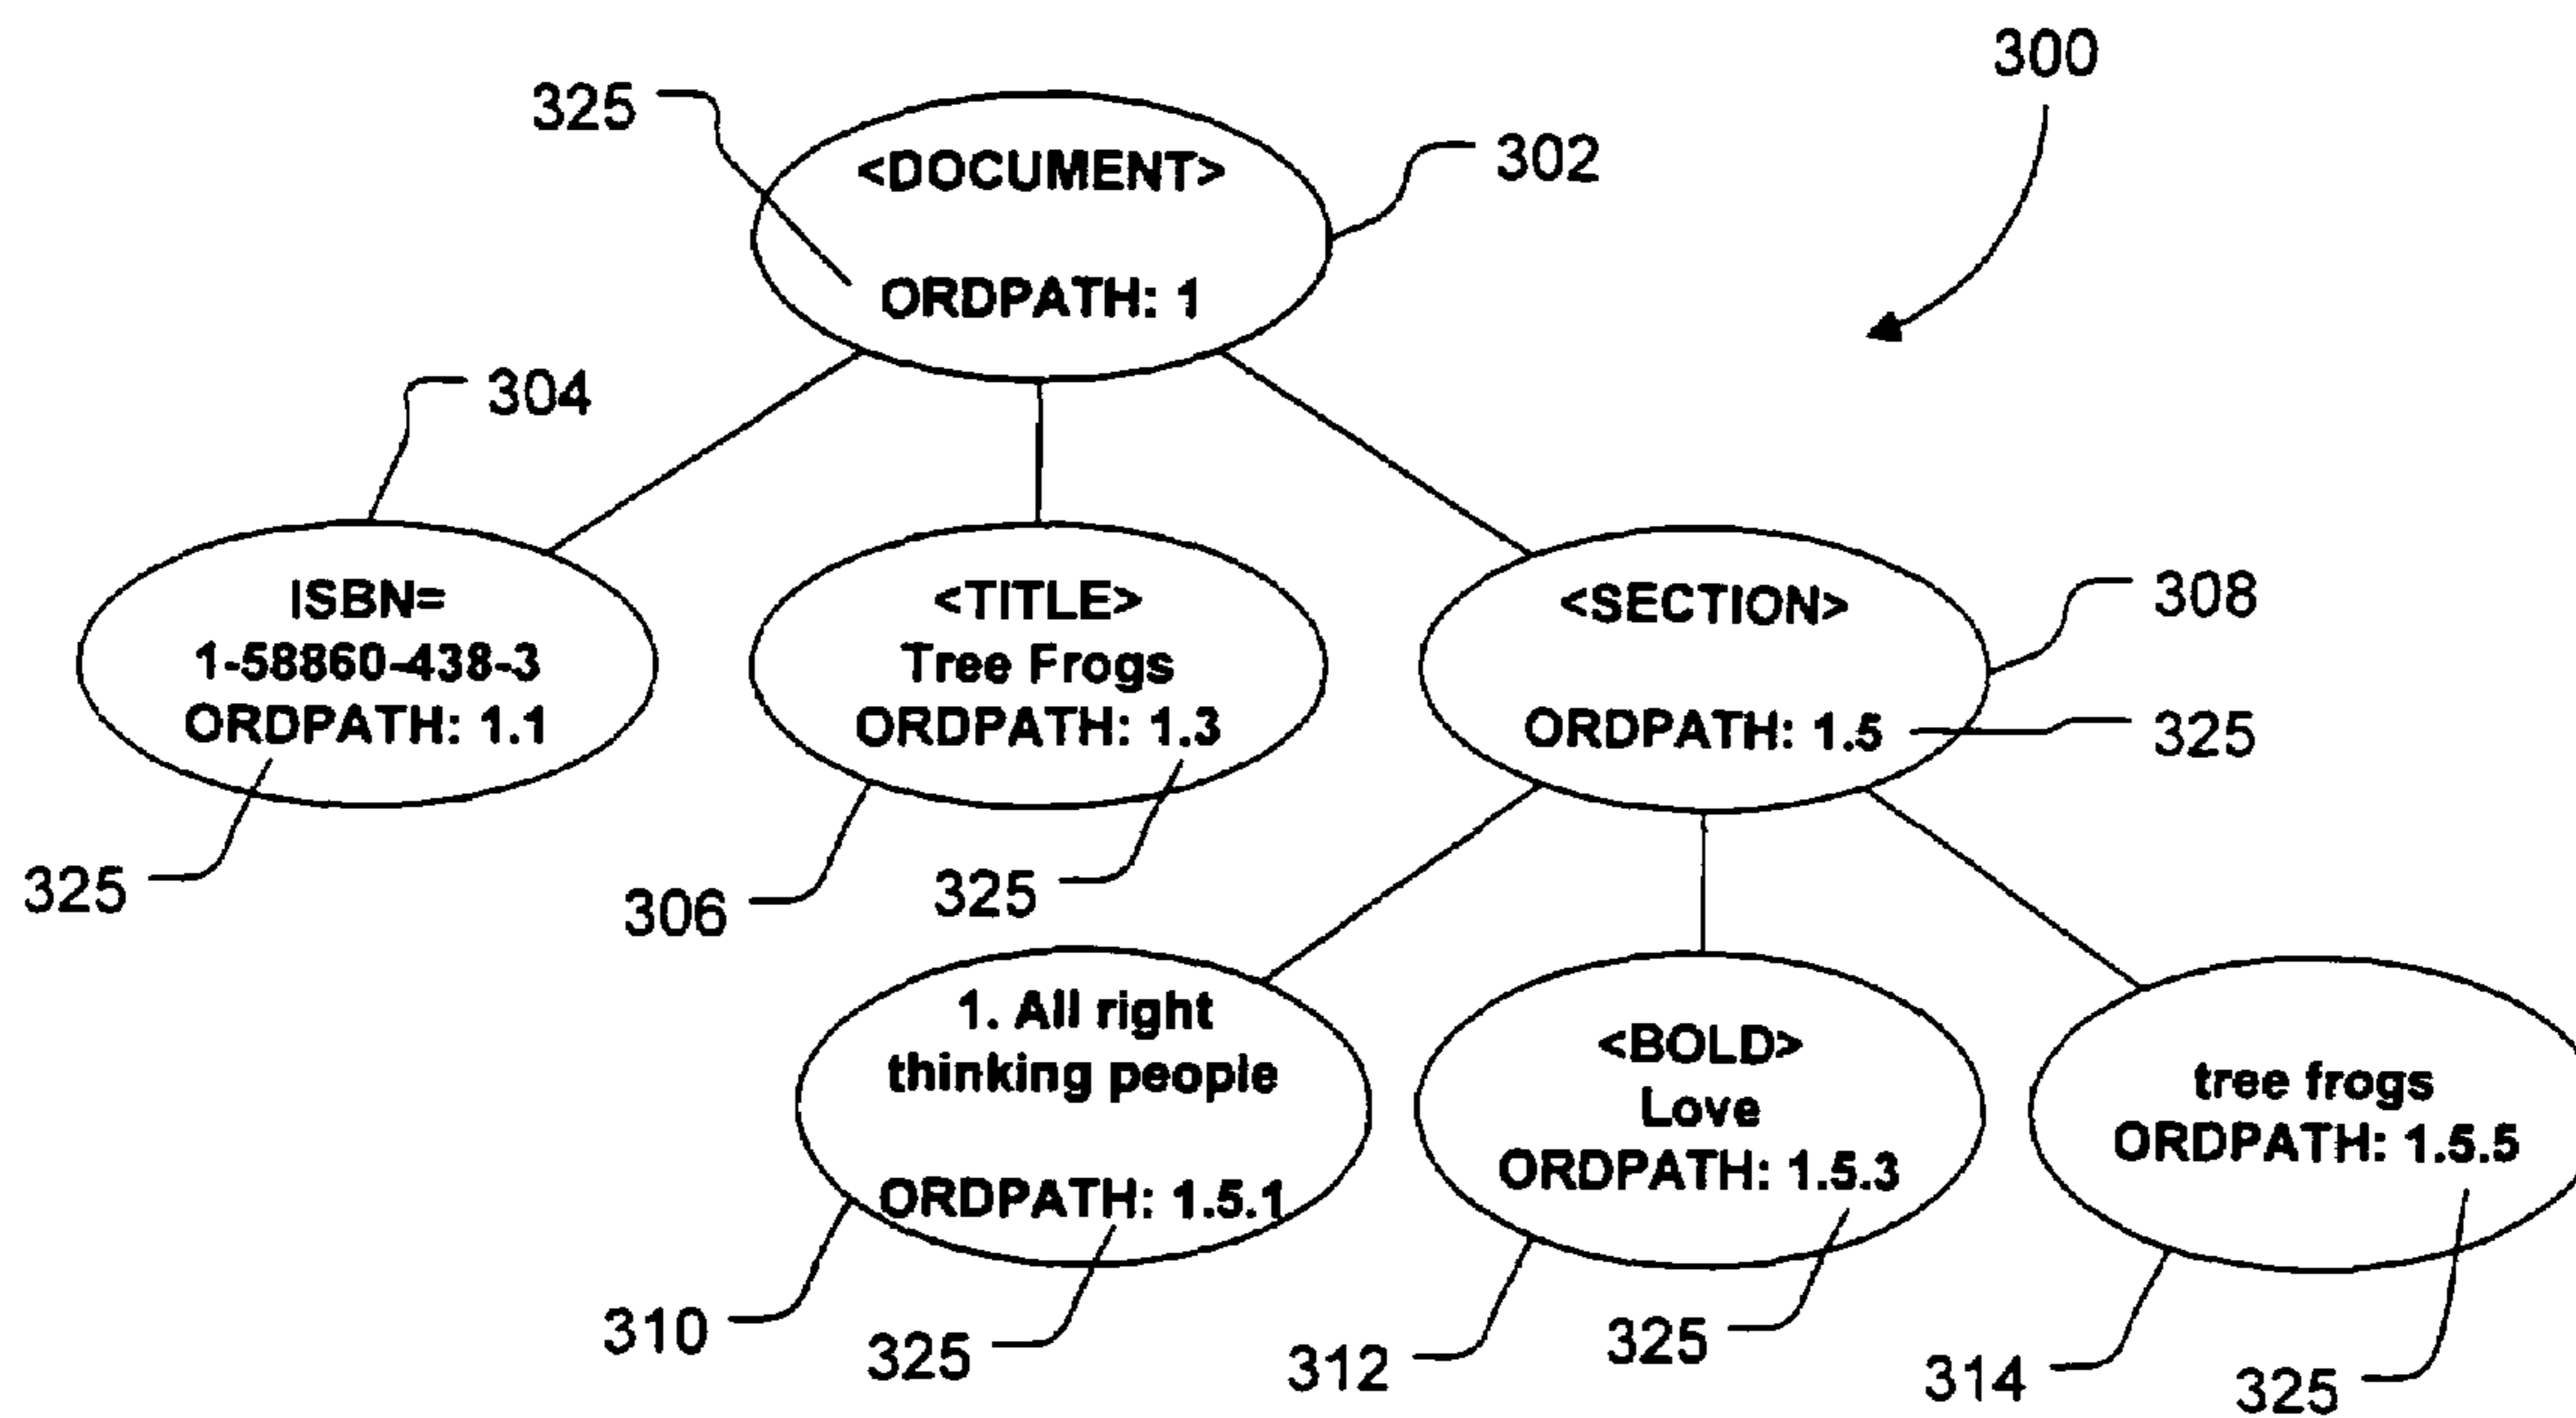 300
325
302
<DOCUMENT>
ORDPATH: 1
304
ISBN=
1-58860-438-3
ORDPATH: 1.1
325
<TITLE>
Tree Frogs
ORDPATH: 1.3
306
325
<SECTION>
ORDPATH: 1.5
308
325
1. All right
thinking people
ORDPATH: 1.5.1
310
325
<BOLD>
Love
ORDPATH: 1.5.3
312
325
tree frogs
ORDPATH: 1.5.5
314
325